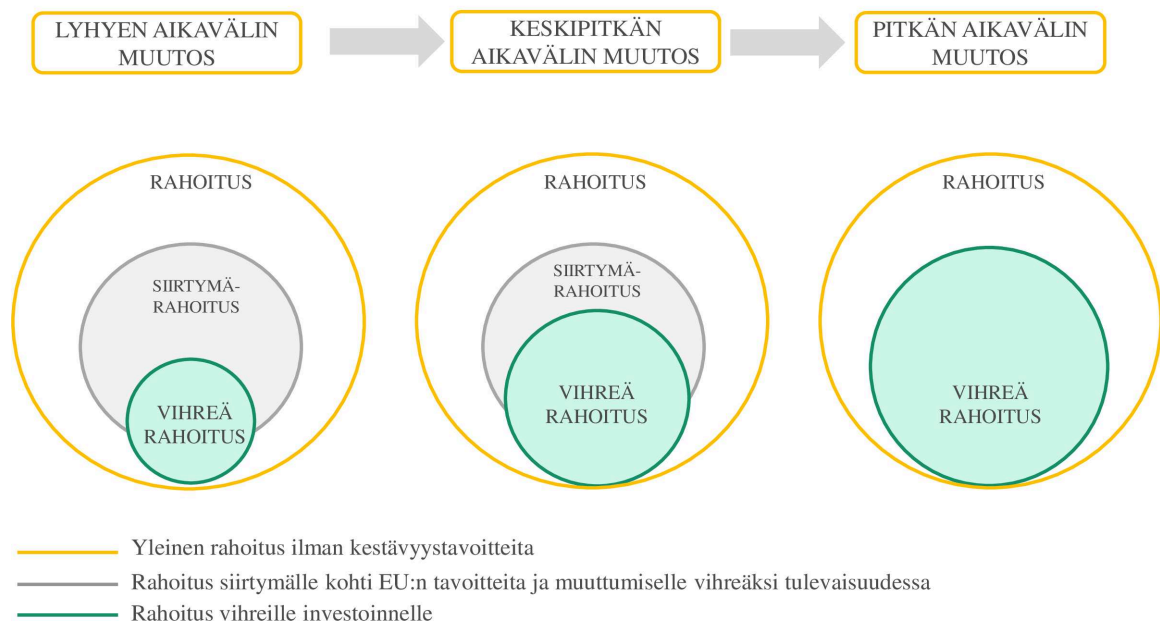 LYHYEN AIKAVÄLIN
MUUTOS
KESKIPITKÄN
AIKAVÄLIN MUUTOS
PITKÄN AIKAVÄLIN
MUUTOS
RAHOITUS
SIIRTYMÄ-
RAHOITUS
VIHREÄ
RAHOITUS
RAHOITUS
SIIRTYMÄ-
RAHOITUS
VIHREÄ
RAHOITUS
RAHOITUS
VIHREÄ
RAHOITUS
Yleinen rahoitus ilman kestävyystavoitteita
Rahoitus siirtymälle kohti EU:n tavoitteita ja muuttumiselle vihreäksi tulevaisuudessa
Rahoitus vihreille investoinnelle